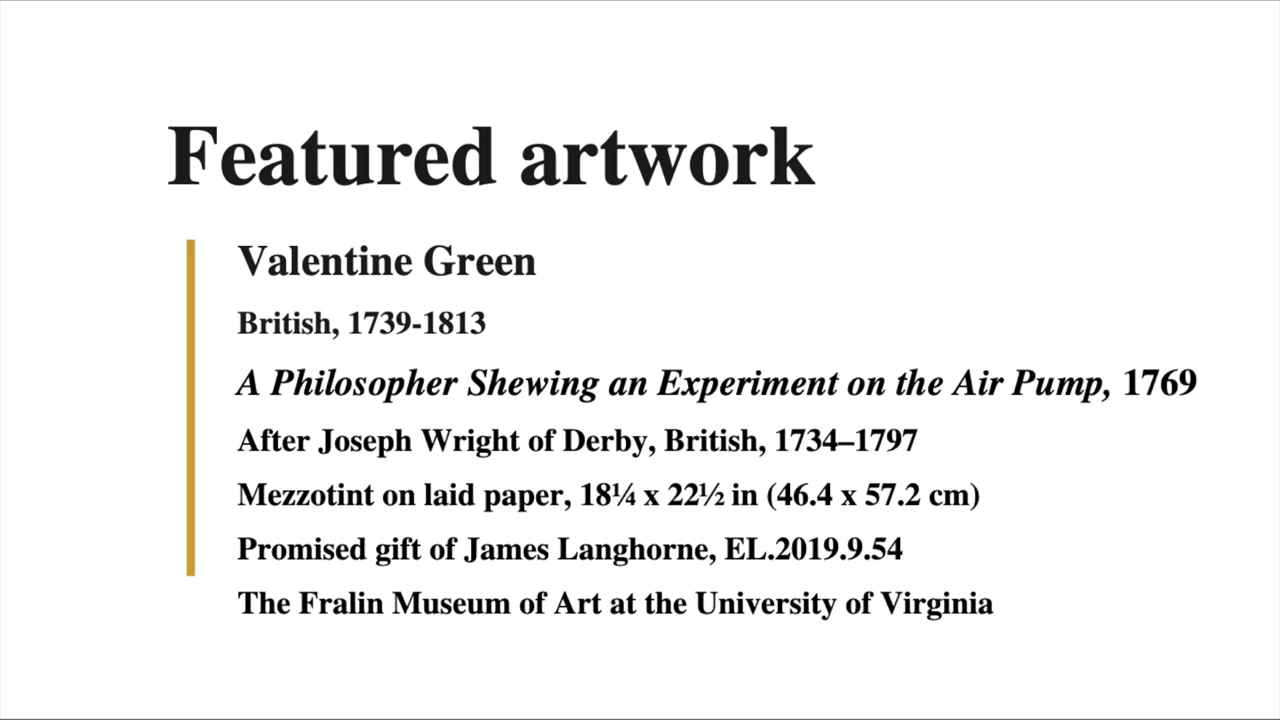 Featured artwork
Valentine Green
British, 1739-1813
A Philosopher Shewing an Experiment on the Air Pump, 1769
After Joseph Wright of Derby, British, 1734–1797
Mezzotint on laid paper, 18¼ x 22½ in (46.4 x 57.2 cm)
Promised gift of James Langhorne, EL.2019.9.54
The Fralin Museum of Art at the University of Virginia